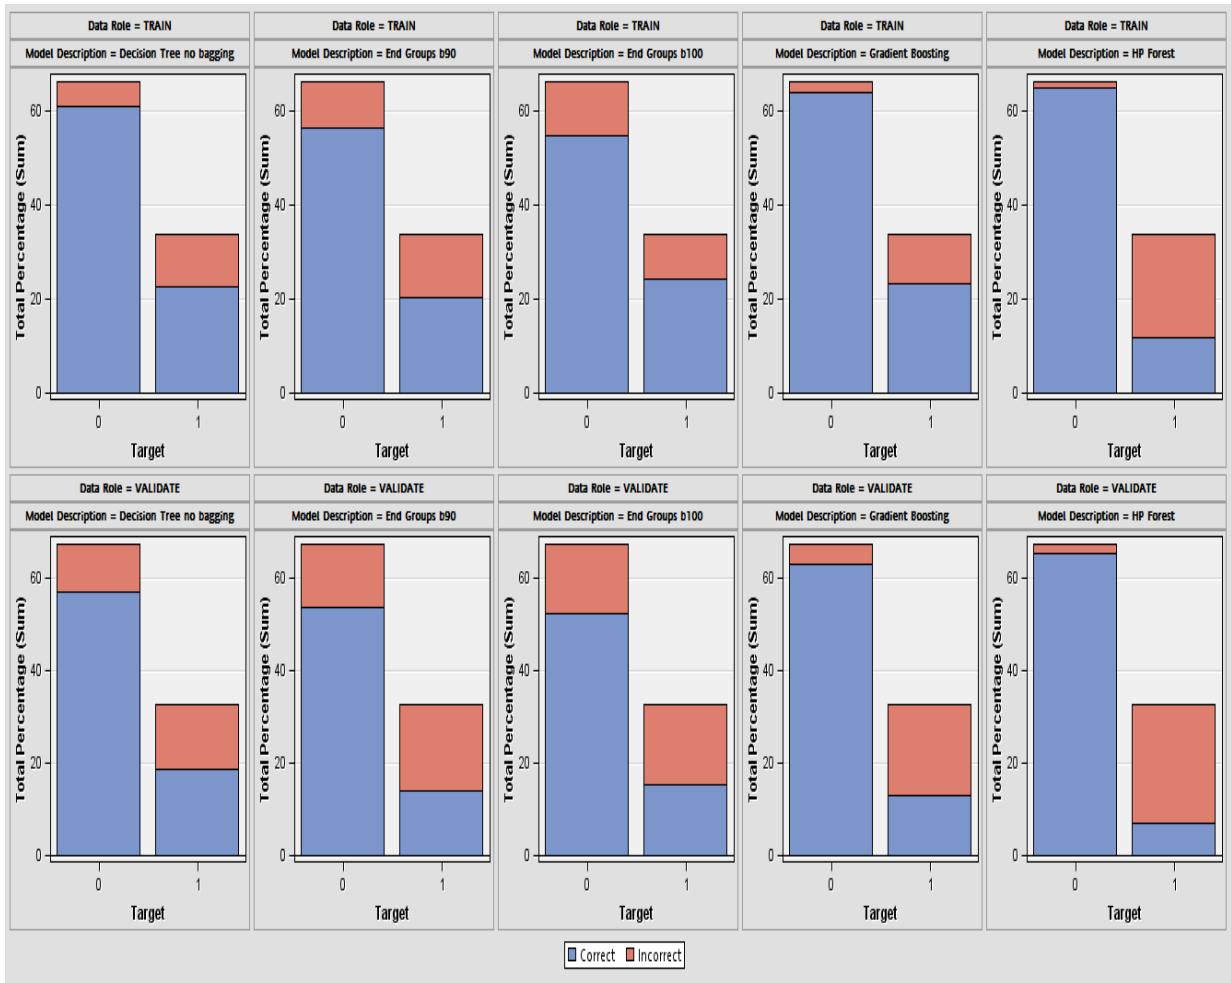 Data Role = TRAIN
Model Description = Decision Tree no bagging
Total Percentage (Sum)
60
40
20
0
0 1
Target
Data Role = TRAIN
Model Description = End Groups b90
Total Percentage (Sum)
60
40
20
0
0 1
Target
Data Role = TRAIN
Model Description = End Groups b100
Total Percentage (Sum)
60
40
20
0
0 1
Target
Data Role = TRAIN
Model Description = Gradient Boosting
Total Percentage (Sum)
60
40
20
0
0 1
Target
Data Role = TRAIN
Model Description = HP Forest
Total Percentage (Sum)
60
40
20
0
0 1
Target
Data Role = VALIDATE
Model Description = Decision Tree no bagging
Total Percentage (Sum)
60
40
20
0
0 1
Target
Data Role = VALIDATE
Model Description = End Groups b90
Total Percentage (Sum)
60
40
20
0
0 1
Target
Data Role = VALIDATE
Model Description = End Groups b100
Total Percentage (Sum)
60
40
20
0
0 1
Target
Data Role = VALIDATE
Model Description = Gradient Boosting
Total Percentage (Sum)
60
40
20
0
0 1
Target
Data Role = VALIDATE
Model Description = HP Forest
Total Percentage (Sum)
60
40
20
0
0 1
Target
Correct Incorrect